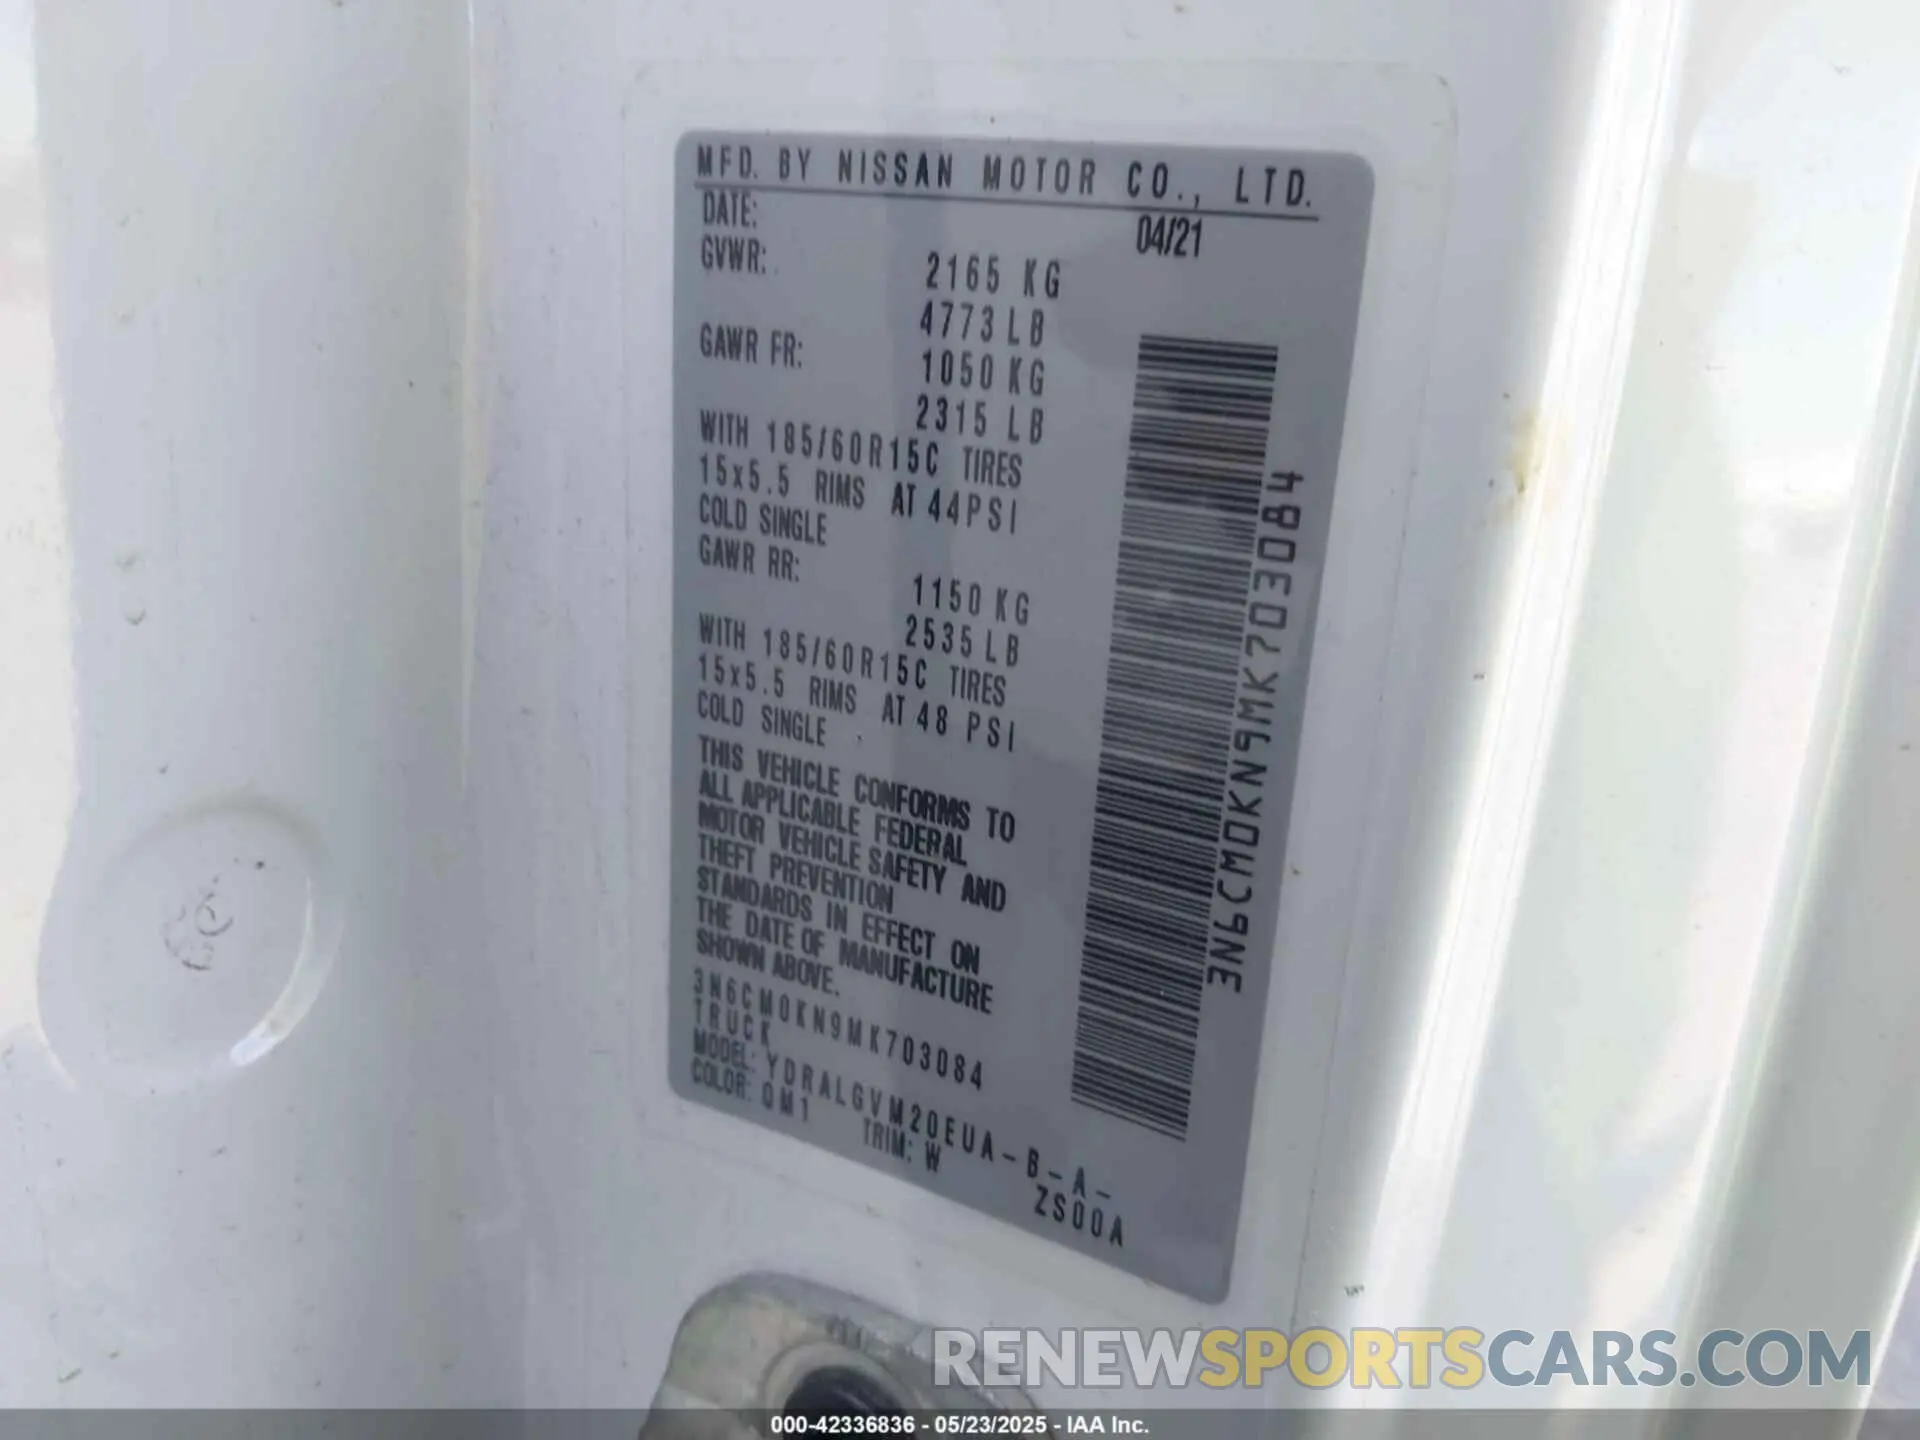 MFD. BY NISSAN MOTOR CO., LTD.
DATE: 04/21
GVWR: 2165 KG
4773 LB
GAWR FR: 1050 KG
2315 LB
WITH 185/60R15C TIRES
15x5.5 RIMS AT 44PSI
COLD SINGLE
GAWR RR: 1150 KG
2535 LB
WITH 185/60R15C TIRES
15x5.5 RIMS AT 48 PSI
COLD SINGLE
THIS VEHICLE CONFORMS TO
ALL APPLICABLE FEDERAL
MOTOR VEHICLE SAFETY AND
THEFT PREVENTION
STANDARDS IN EFFECT ON
THE DATE OF MANUFACTURE
SHOWN ABOVE.
3N6CM0KN9MK703084
TRUCK
MODEL: YDRALGVM20EUA-B-A-
ZS00A
COLOR: QM1 TRIM: W
3N6CM0KN9MK703084
RENEWSPORTSCARS.COM
000-42336836 - 05/23/2025 - IAA Inc.